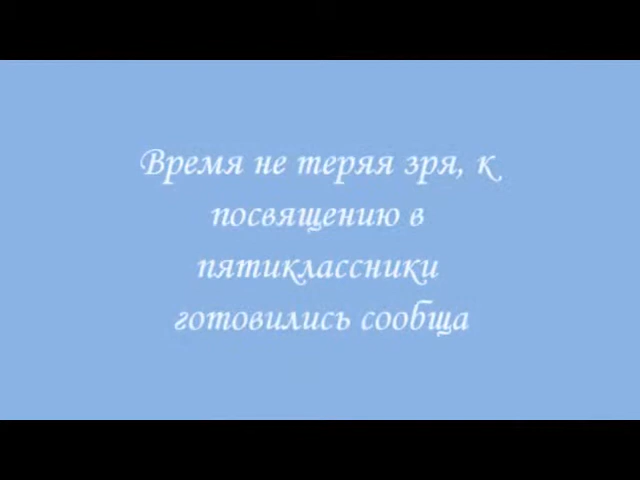 Время не теряя зря, к
посвящению в
пятиклассники
готовились сообща